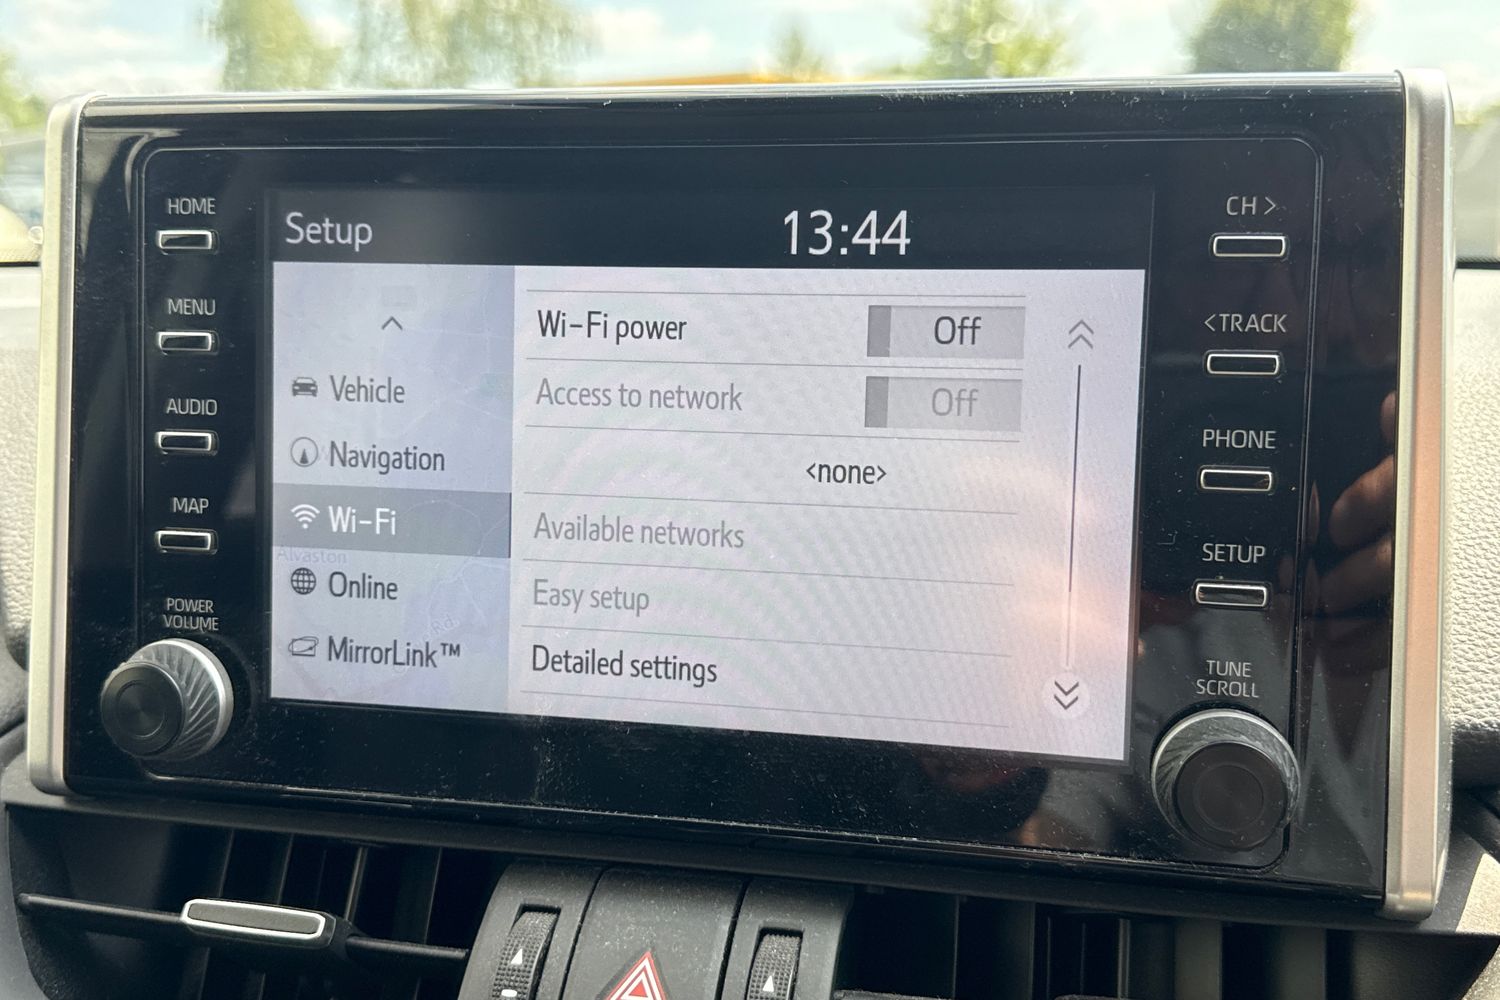 HOME
MENU
AUDIO
MAP
POWER
VOLUME
Setup
13:44
Vehicle
Navigation
Wi-Fi
Alvaston
Online
MirrorLink™
Wi-Fi power
Off
Access to network
Off
<none>
Available networks
Easy setup
Detailed settings
CH >
<TRACK
PHONE
SETUP
TUNE
SCROLL